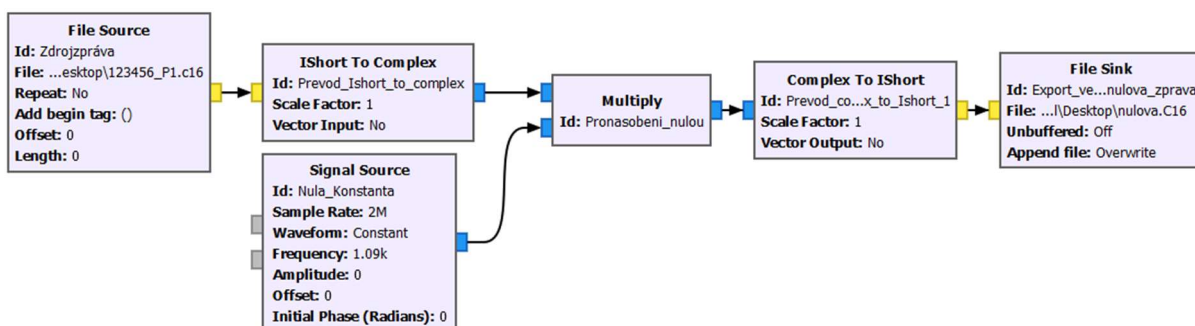 File Source
Id: Zdrojzpráva
File: ...esktop\123456_P1.c16
Repeat: No
Add begin tag: ()
Offset: 0
Length: 0
IShort To Complex
Id: Prevod_Ishort_to_complex
Scale Factor: 1
Vector Input: No
Signal Source
Id: Nula_Konstanta
Sample Rate: 2M
Waveform: Constant
Frequency: 1.09k
Amplitude: 0
Offset: 0
Initial Phase (Radians): 0
Multiply
Id: Pronasobeni_nulou
Complex To IShort
Id: Prevod_co...x_to_Ishort_1
Scale Factor: 1
Vector Output: No
File Sink
Id: Export_ve...nulova_zprava
File: ...l\Desktop\nulova.C16
Unbuffered: Off
Append file: Overwrite